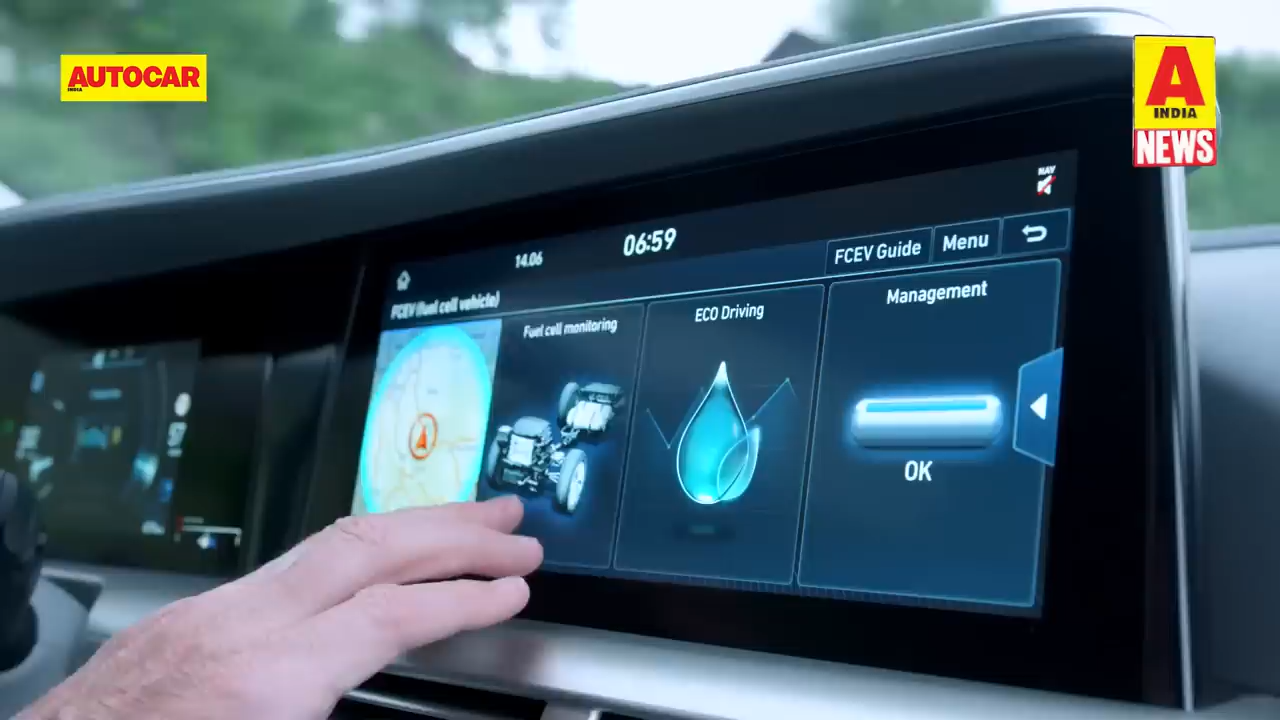 AUTOCAR
INDIA
A
INDIA
NEWS
NAV
14.06
06:59
FCEV Guide
Menu
FCEV (fuel cell vehicle)
Fuel cell monitoring
ECO Driving
Management
OK